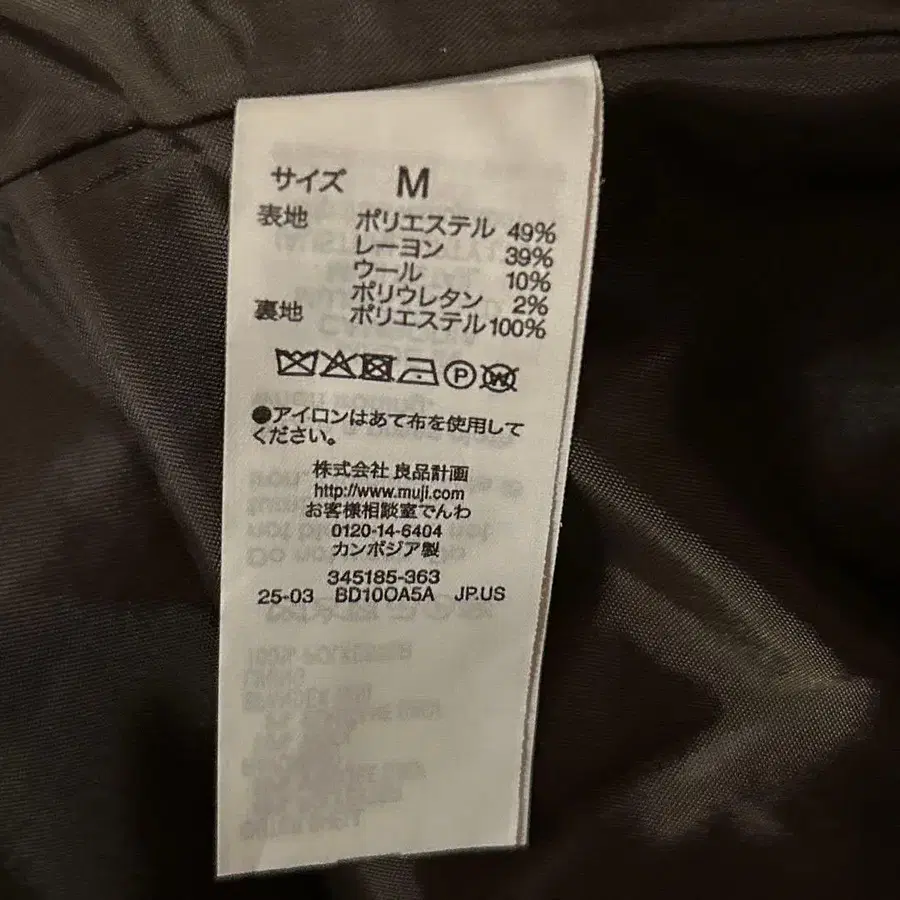 サイズ M
表地 ポリエステル 49%
レーヨン 39%
ウール 10%
ポリウレタン 2%
裏地 ポリエステル100%
P W
●アイロンはあて布を使用して
ください。
株式会社 良品計画
http://www.muji.com
お客様相談室でんわ
0120-14-6404
カンボジア製
345185-363
25-03 BD10OA5A JP.US